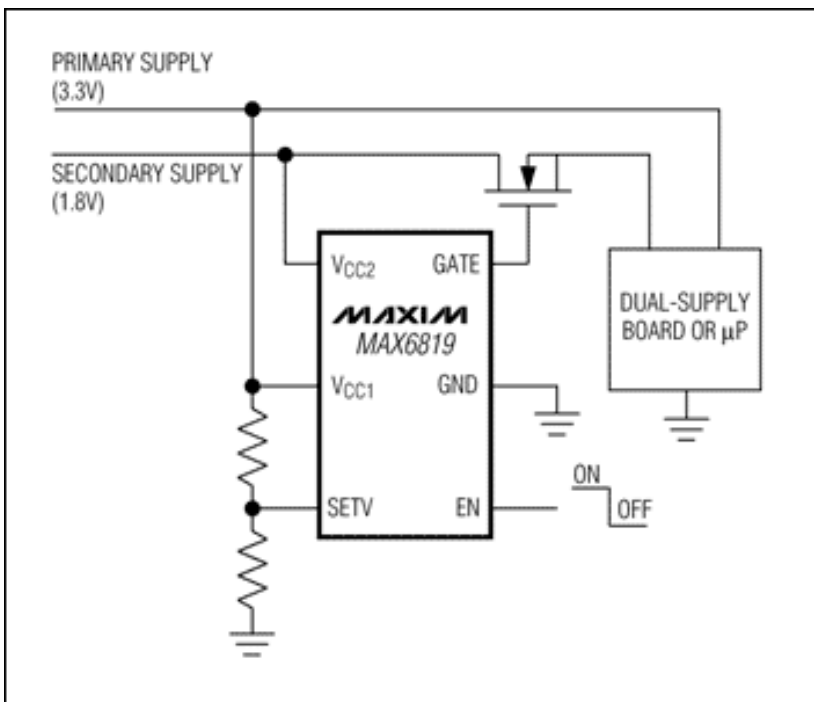 PRIMARY SUPPLY
(3.3V)
SECONDARY SUPPLY
(1.8V)
VCC2
GATE
MAXIM
MAX6819
VCC1
GND
SETV
EN
DUAL-SUPPLY
BOARD OR µP
ON
OFF